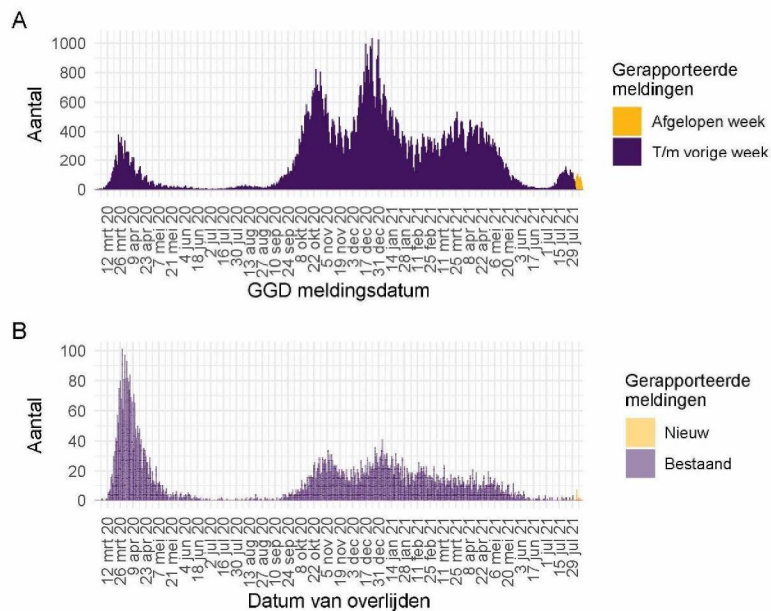 A
Aantal
1000
800
600
400
200
0
12 mrt 20
26 mrt 20
9 apr 20
23 apr 20
7 mei 20
21 mei 20
4 jun 20
18 jun 20
2 jul 20
16 jul 20
30 jul 20
13 aug 20
27 aug 20
10 sep 20
24 sep 20
8 okt 20
22 okt 20
5 nov 20
19 nov 20
3 dec 20
17 dec 20
31 dec 20
14 jan 21
28 jan 21
11 feb 21
25 feb 21
11 mrt 21
25 mrt 21
8 apr 21
22 apr 21
6 mei 21
20 mei 21
3 jun 21
17 jun 21
1 jul 21
15 jul 21
29 jul 21
GGD meldingsdatum
Gerapporteerde
meldingen
Afgelopen week
T/m vorige week
B
Aantal
100
80
60
40
20
0
12 mrt 20
26 mrt 20
9 apr 20
23 apr 20
7 mei 20
21 mei 20
4 jun 20
18 jun 20
2 jul 20
16 jul 20
30 jul 20
13 aug 20
27 aug 20
10 sep 20
24 sep 20
8 okt 20
22 okt 20
5 nov 20
19 nov 20
3 dec 20
17 dec 20
31 dec 20
14 jan 21
28 jan 21
11 feb 21
25 feb 21
11 mrt 21
25 mrt 21
8 apr 21
22 apr 21
6 mei 21
20 mei 21
3 jun 21
17 jun 21
1 jul 21
15 jul 21
29 jul 21
Datum van overlijden
Gerapporteerde
meldingen
Nieuw
Bestaand